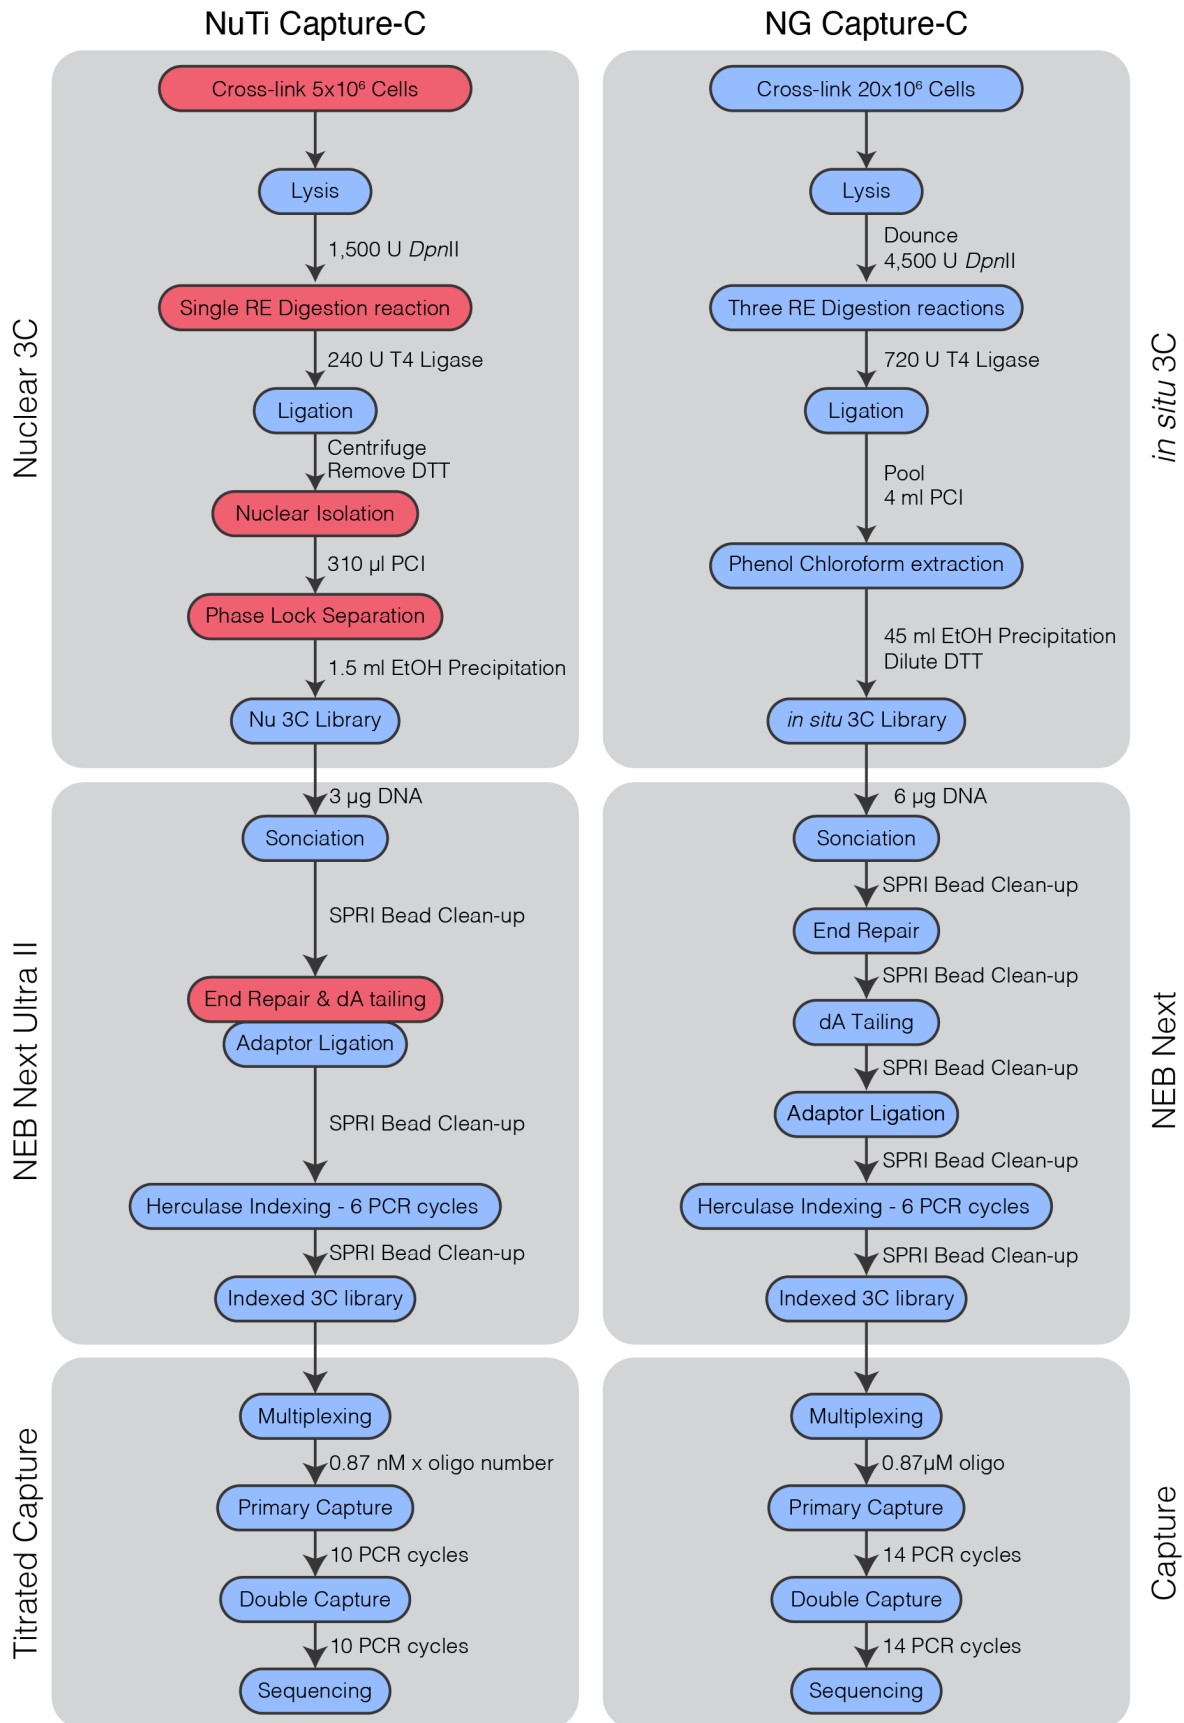 NuTi Capture-C
Nuclear 3C
Cross-link 5x10⁶ Cells
Lysis
1,500 U DpnII
Single RE Digestion reaction
240 U T4 Ligase
Ligation
Centrifuge
Remove DTT
Nuclear Isolation
310 µl PCI
Phase Lock Separation
1.5 ml EtOH Precipitation
Nu 3C Library
NEB Next Ultra II
3 µg DNA
Sonciation
SPRI Bead Clean-up
End Repair & dA tailing
Adaptor Ligation
SPRI Bead Clean-up
Herculase Indexing - 6 PCR cycles
SPRI Bead Clean-up
Indexed 3C library
Titrated Capture
Multiplexing
0.87 nM x oligo number
Primary Capture
10 PCR cycles
Double Capture
10 PCR cycles
Sequencing
NG Capture-C
in situ 3C
Cross-link 20x10⁶ Cells
Lysis
Dounce
4,500 U DpnII
Three RE Digestion reactions
720 U T4 Ligase
Ligation
Pool
4 ml PCI
Phenol Chloroform extraction
45 ml EtOH Precipitation
Dilute DTT
in situ 3C Library
NEB Next
6 µg DNA
Sonciation
SPRI Bead Clean-up
End Repair
SPRI Bead Clean-up
dA Tailing
SPRI Bead Clean-up
Adaptor Ligation
SPRI Bead Clean-up
Herculase Indexing - 6 PCR cycles
SPRI Bead Clean-up
Indexed 3C library
Capture
Multiplexing
0.87µM oligo
Primary Capture
14 PCR cycles
Double Capture
14 PCR cycles
Sequencing